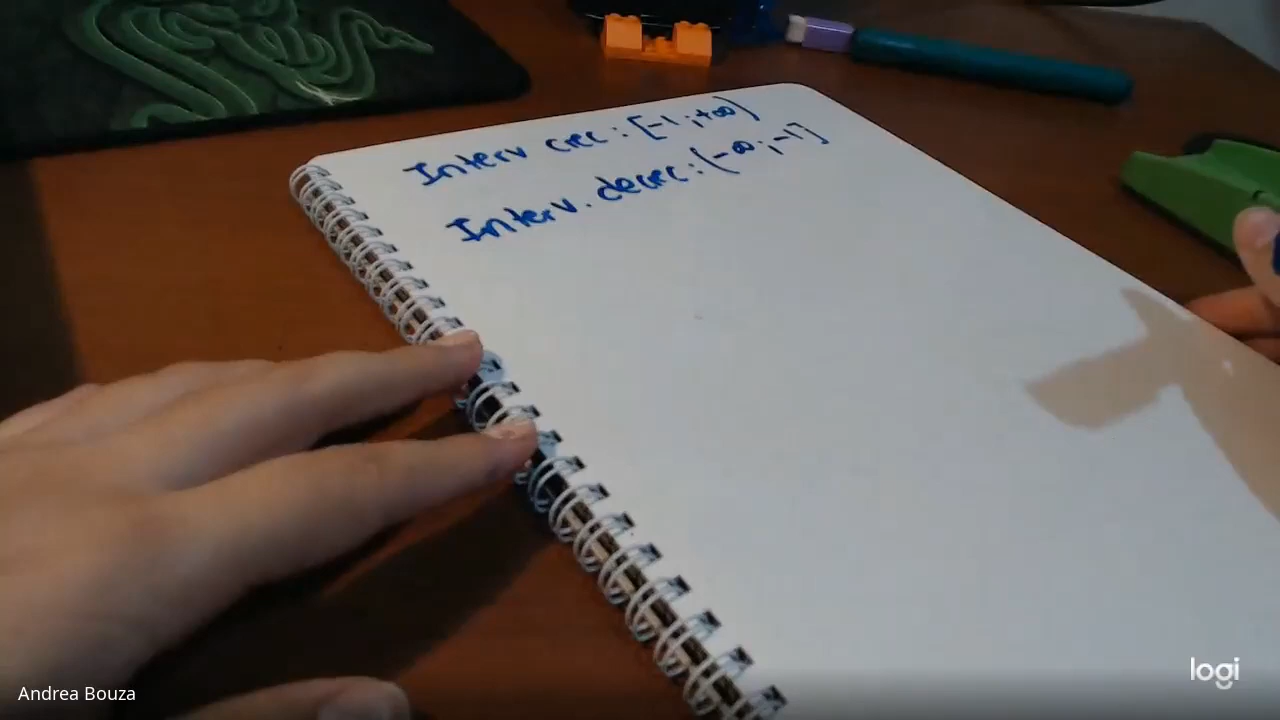 Interv crec: [-1 ; +∞)
Interv. decrec: (-∞ ; -1]
logi
Andrea Bouza